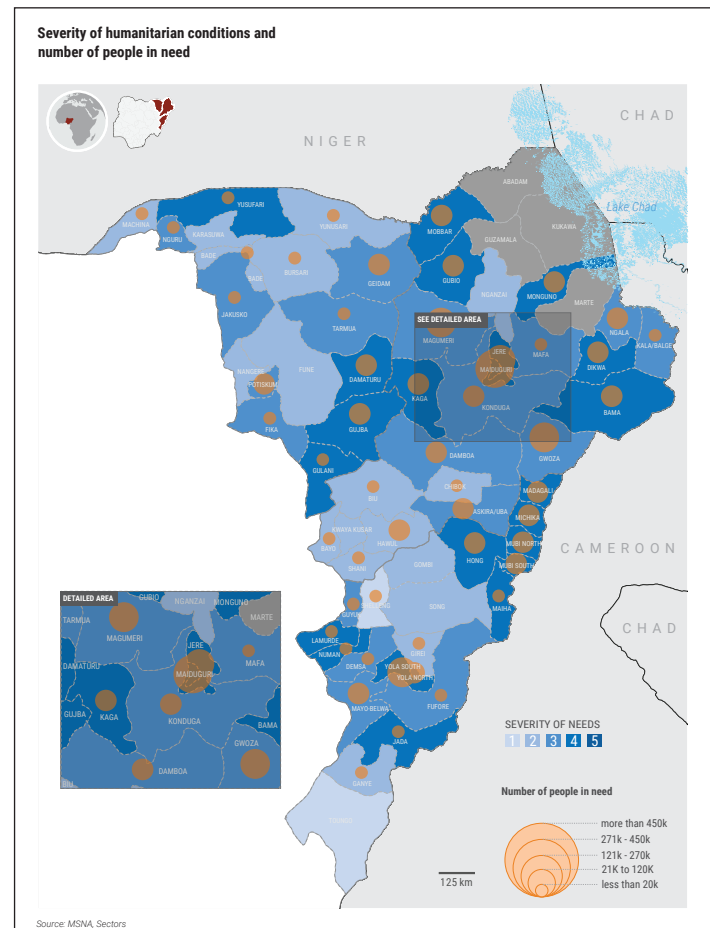 Severity of humanitarian conditions and
number of people in need
CHAD
NIGER
ABADAM
Lake Chad
YUSUFARI
MACHINA
YUNUSARI
NGURU
KARASUWA
MOBBAR
KUKAWA
GUZAMALA
BADE
BURSARI
BADE
GEIDAM
GUBIO
NGANZAI
MONGUNO
MARTE
JAKUSKO
TARMUA
SEE DETAILED AREA
NGALA
MAGUMERI
JERE
MAFA
KALA/BALGE
DIKWA
NANGERE
FUNE
DAMATURU
MAIDUGURI
POTISKUM
KAGA
BAMA
KONDUGA
GUJBA
FIKA
DAMBOA
GWOZA
GULANI
CHIBOK
MADAGALI
BIU
ASKIRA/UBA
MICHIKA
KWAYA KUSAR
HAWUL
MUBI NORTH
BAYO
HONG
CAMEROON
SHANI
GOMBI
MUBI SOUTH
MAIHA
GUYUK
SONG
CHAD
LAMURDE
NUMAN
GIREI
DEMSA
YOLA SOUTH
YOLA NORTH
MAYO-BELWA
FUFORE
JADA
GANYE
TOUNGO
DETAILED AREA
GUBIO
NGANZAI
MONGUNO
TARMUA
MAGUMERI
MARTE
JERE
MAFA
DAMATURU
MAIDUGURI
KAGA
GUJBA
KONDUGA
BAMA
GWOZA
DAMBOA
BIU
SEVERITY OF NEEDS
1 2 3 4 5
Number of people in need
more than 450k
271k - 450k
121k - 270k
21K to 120K
less than 20k
125 km
Source: MSNA, Sectors